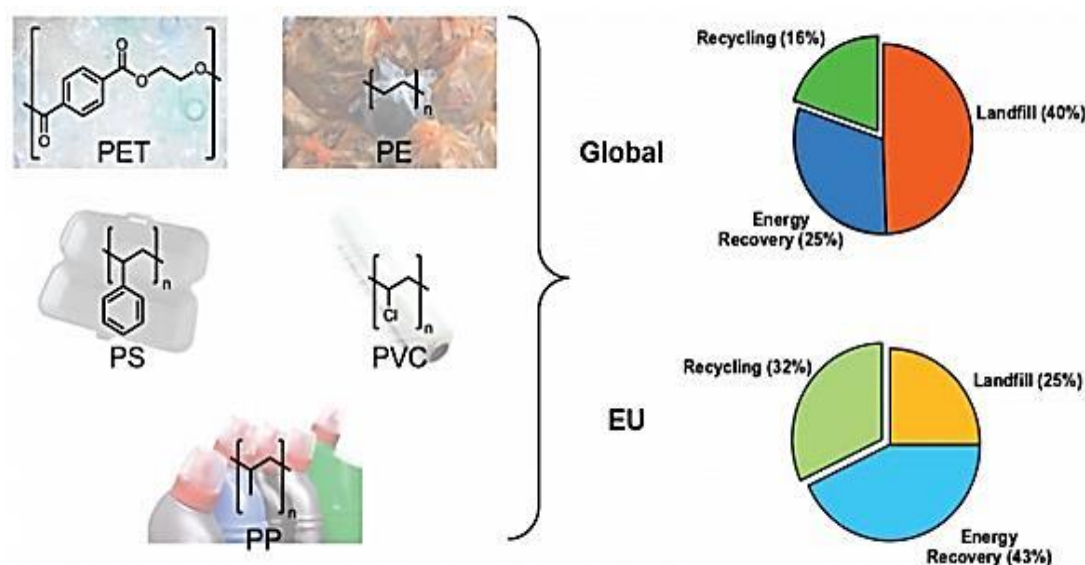 O
O
O
O
PET
n
PE
Global
Recycling (16%)
Landfill (40%)
Energy
Recovery (25%)
n
PS
Cl
n
PVC
n
PP
EU
Recycling (32%)
Landfill (25%)
Energy
Recovery (43%)